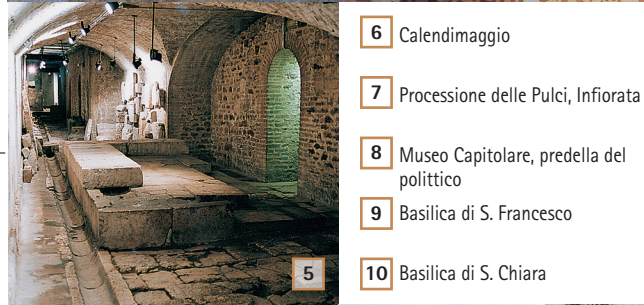 5
6 Calendimaggio
7 Processione delle Pulci, Infiorata
8 Museo Capitolare, predella del
polittico
9 Basilica di S. Francesco
10 Basilica di S. Chiara